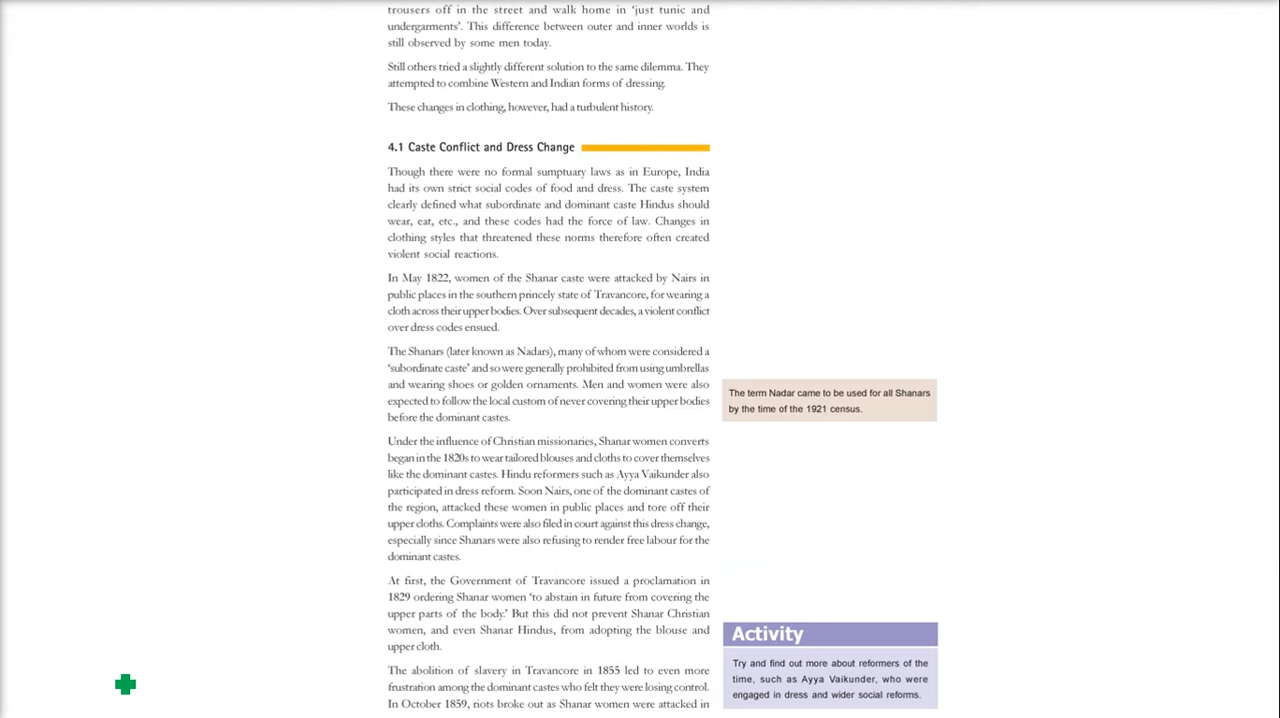 trousers off in the street and walk home in ‘just tunic and
undergarments’. This difference between outer and inner worlds is
still observed by some men today.
Still others tried a slightly different solution to the same dilemma. They
attempted to combine Western and Indian forms of dressing.
These changes in clothing, however, had a turbulent history.
4.1 Caste Conflict and Dress Change
Though there were no formal sumptuary laws as in Europe, India
had its own strict social codes of food and dress. The caste system
clearly defined what subordinate and dominant caste Hindus should
wear, eat, etc., and these codes had the force of law. Changes in
clothing styles that threatened these norms therefore often created
violent social reactions.
In May 1822, women of the Shanar caste were attacked by Nairs in
public places in the southern princely state of Travancore, for wearing a
cloth across their upper bodies. Over subsequent decades, a violent conflict
over dress codes ensued.
The Shanars (later known as Nadars), many of whom were considered a
‘subordinate caste’ and so were generally prohibited from using umbrellas
and wearing shoes or golden ornaments. Men and women were also
expected to follow the local custom of never covering their upper bodies
before the dominant castes.
The term Nadar came to be used for all Shanars
by the time of the 1921 census.
Under the influence of Christian missionaries, Shanar women converts
began in the 1820s to wear tailored blouses and cloths to cover themselves
like the dominant castes. Hindu reformers such as Ayya Vaikunder also
participated in dress reform. Soon Nairs, one of the dominant castes of
the region, attacked these women in public places and tore off their
upper cloths. Complaints were also filed in court against this dress change,
especially since Shanars were also refusing to render free labour for the
dominant castes.
At first, the Government of Travancore issued a proclamation in
1829 ordering Shanar women ‘to abstain in future from covering the
upper parts of the body.’ But this did not prevent Shanar Christian
women, and even Shanar Hindus, from adopting the blouse and
upper cloth.
The abolition of slavery in Travancore in 1855 led to even more
frustration among the dominant castes who felt they were losing control.
In October 1859, riots broke out as Shanar women were attacked in
Activity
Try and find out more about reformers of the
time, such as Ayya Vaikunder, who were
engaged in dress and wider social reforms.